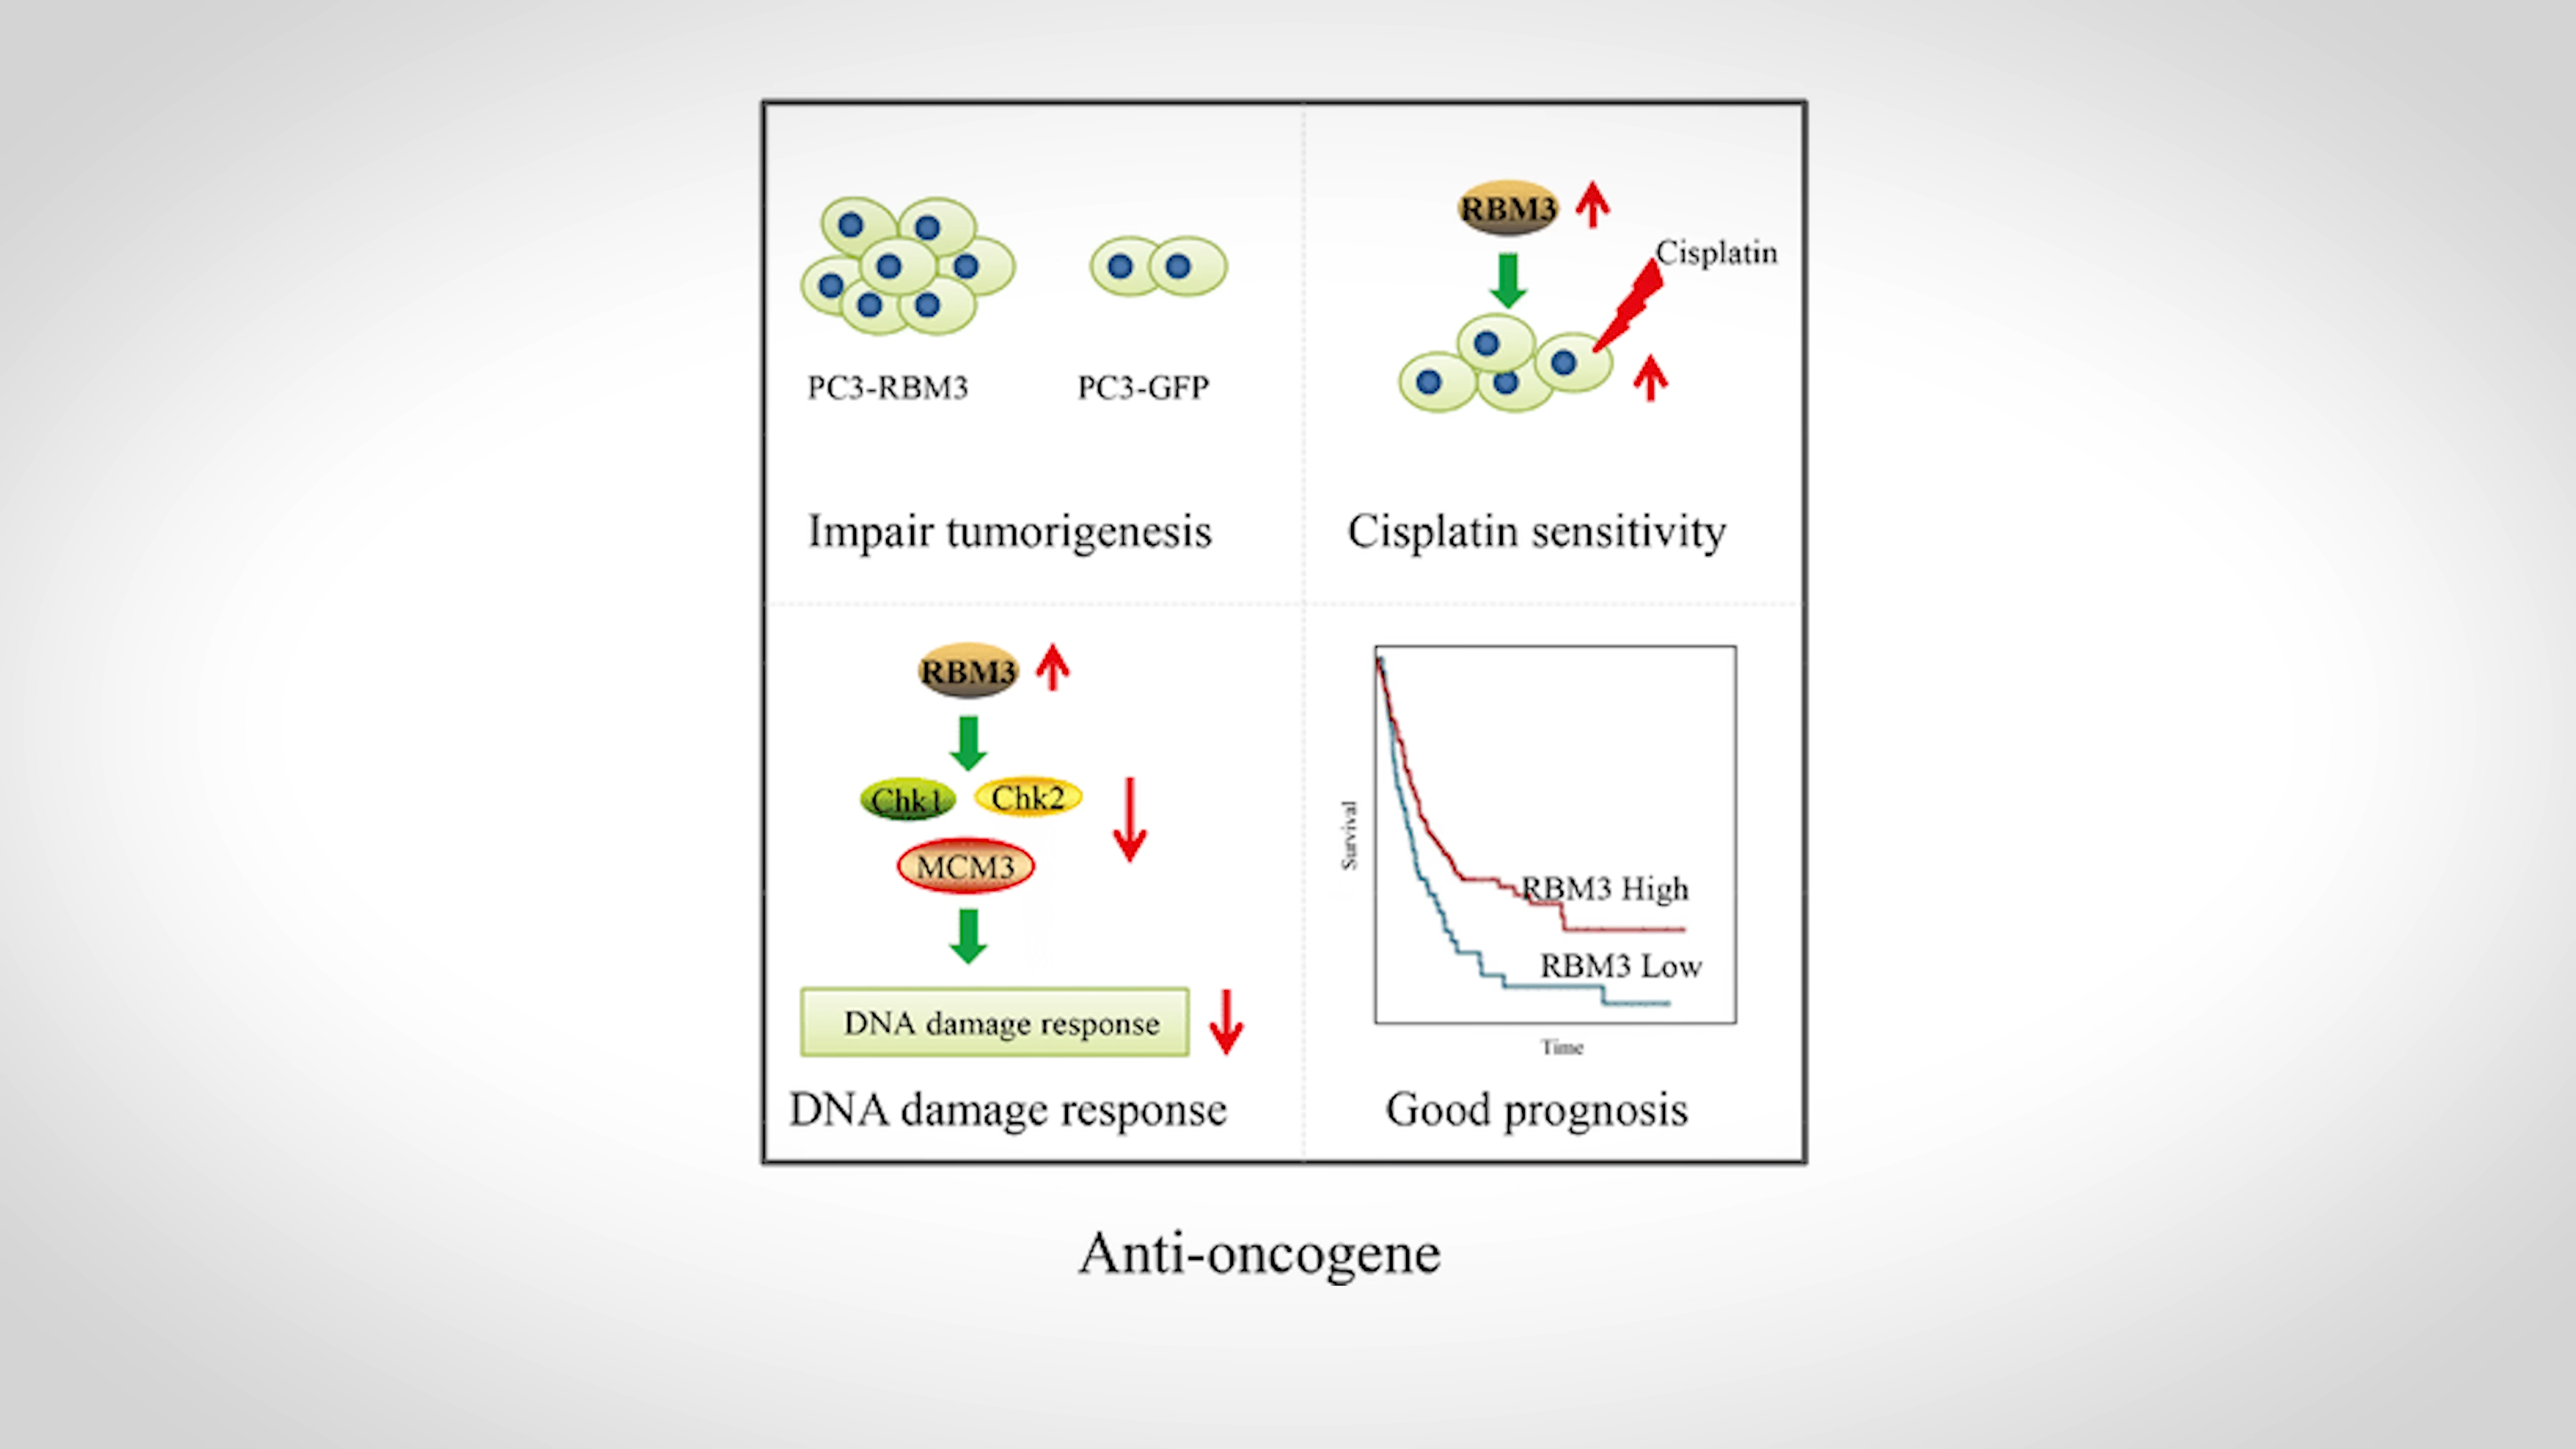 PC3-RBM3
PC3-GFP
Impair tumorigenesis
RBM3
Cisplatin
Cisplatin sensitivity
RBM3
Chk1
Chk2
MCM3
DNA damage response
DNA damage response
Survival
RBM3 High
RBM3 Low
Time
Good prognosis
Anti-oncogene